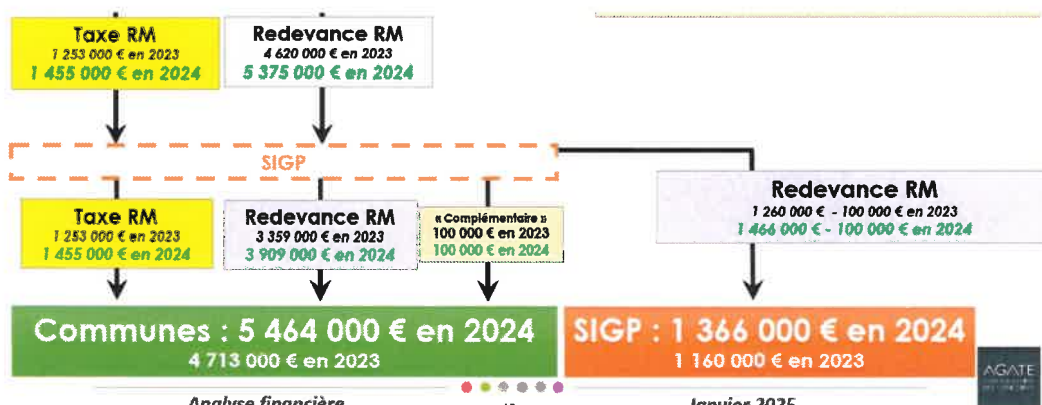 Taxe RM
1 253 000 € en 2023
1 455 000 € en 2024
Redevance RM
4 620 000 € en 2023
5 375 000 € en 2024
SIGP
Taxe RM
1 253 000 € en 2023
1 455 000 € en 2024
Redevance RM
3 359 000 € en 2023
3 909 000 € en 2024
« Complémentaire »
100 000 € en 2023
100 000 € en 2024
Redevance RM
1 260 000 € - 100 000 € en 2023
1 466 000 € - 100 000 € en 2024
Communes : 5 464 000 € en 2024
4 713 000 € en 2023
SIGP : 1 366 000 € en 2024
1 160 000 € en 2023
AGATE
Analyse financière
Janvier 2025